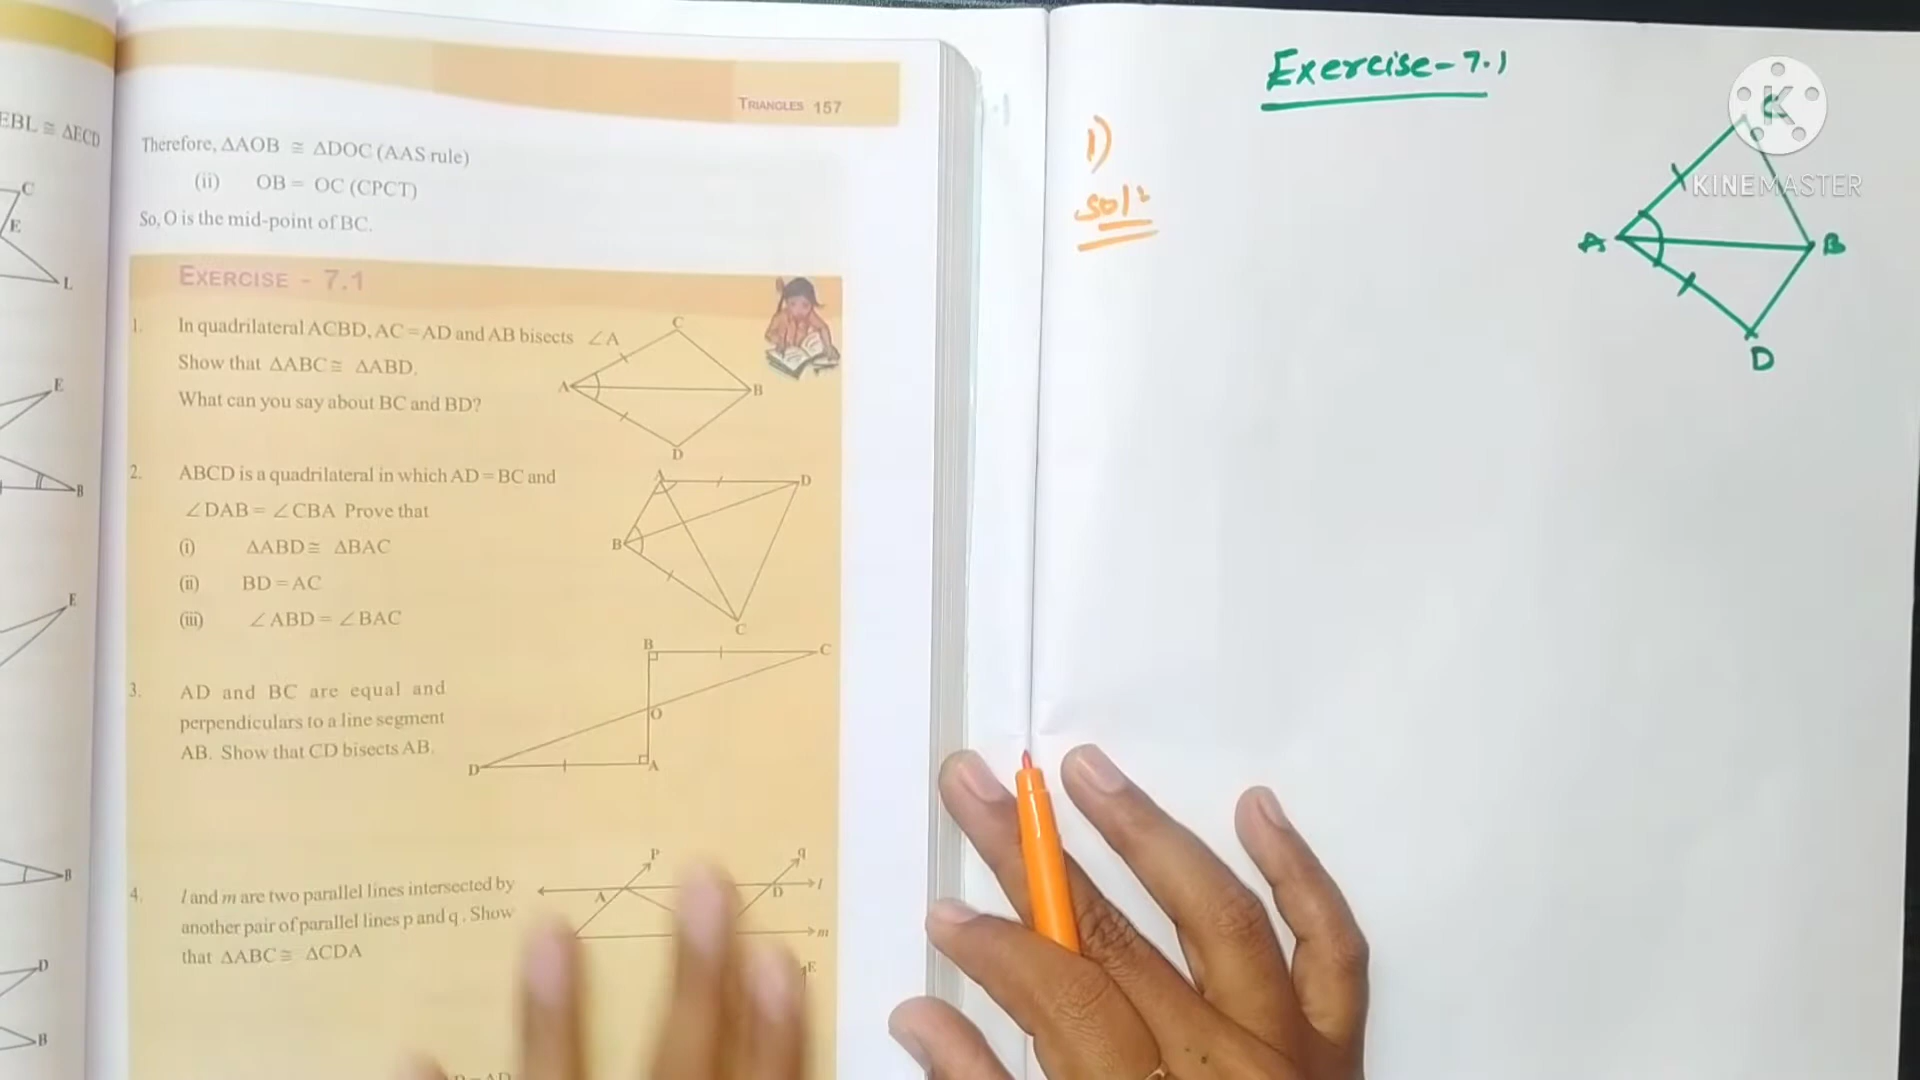 EBL ≅ ΔECD
C
E
L
E
B
E
B
D
B
TRIANGLES 157
Therefore, ΔAOB ≅ ΔDOC (AAS rule)
(ii) OB = OC (CPCT)
So, O is the mid-point of BC.
EXERCISE - 7.1
1. In quadrilateral ACBD, AC = AD and AB bisects ∠A
Show that ΔABC ≅ ΔABD.
What can you say about BC and BD?
C
A
B
D
2. ABCD is a quadrilateral in which AD = BC and
∠DAB = ∠CBA Prove that
(i) ΔABD ≅ ΔBAC
(ii) BD = AC
(iii) ∠ABD = ∠BAC
A
D
B
C
3. AD and BC are equal and
perpendiculars to a line segment
AB. Show that CD bisects AB.
B
C
O
D
A
4. l and m are two parallel lines intersected by
another pair of parallel lines p and q. Show
that ΔABC ≅ ΔCDA
P
q
A
D
l
m
E
Exercise-7.1
1)
A
B
D
KINEMASTER